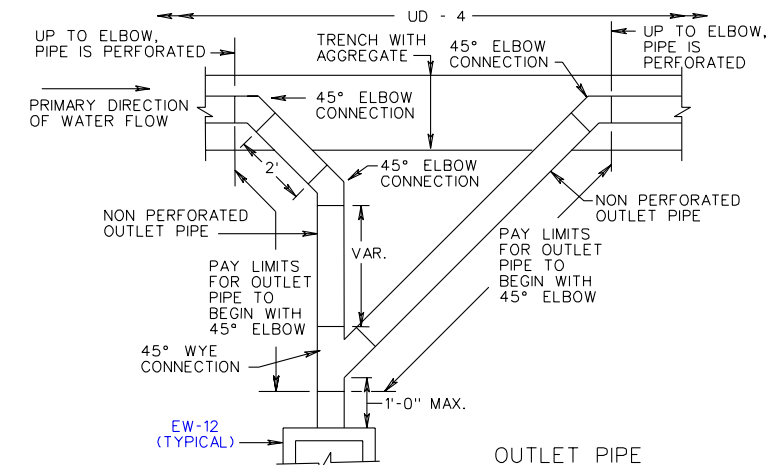 UD - 4
UP TO ELBOW,
PIPE IS PERFORATED
TRENCH WITH
AGGREGATE
45° ELBOW
CONNECTION
UP TO ELBOW,
PIPE IS
PERFORATED
PRIMARY DIRECTION
OF WATER FLOW
45° ELBOW
CONNECTION
2'
45° ELBOW
CONNECTION
NON PERFORATED
OUTLET PIPE
NON PERFORATED
OUTLET PIPE
VAR.
PAY LIMITS
FOR OUTLET
PIPE TO
BEGIN WITH
45° ELBOW
PAY LIMITS
FOR OUTLET
PIPE TO
BEGIN WITH
45° ELBOW
45° WYE
CONNECTION
1'-0" MAX.
EW-12
(TYPICAL)
OUTLET PIPE